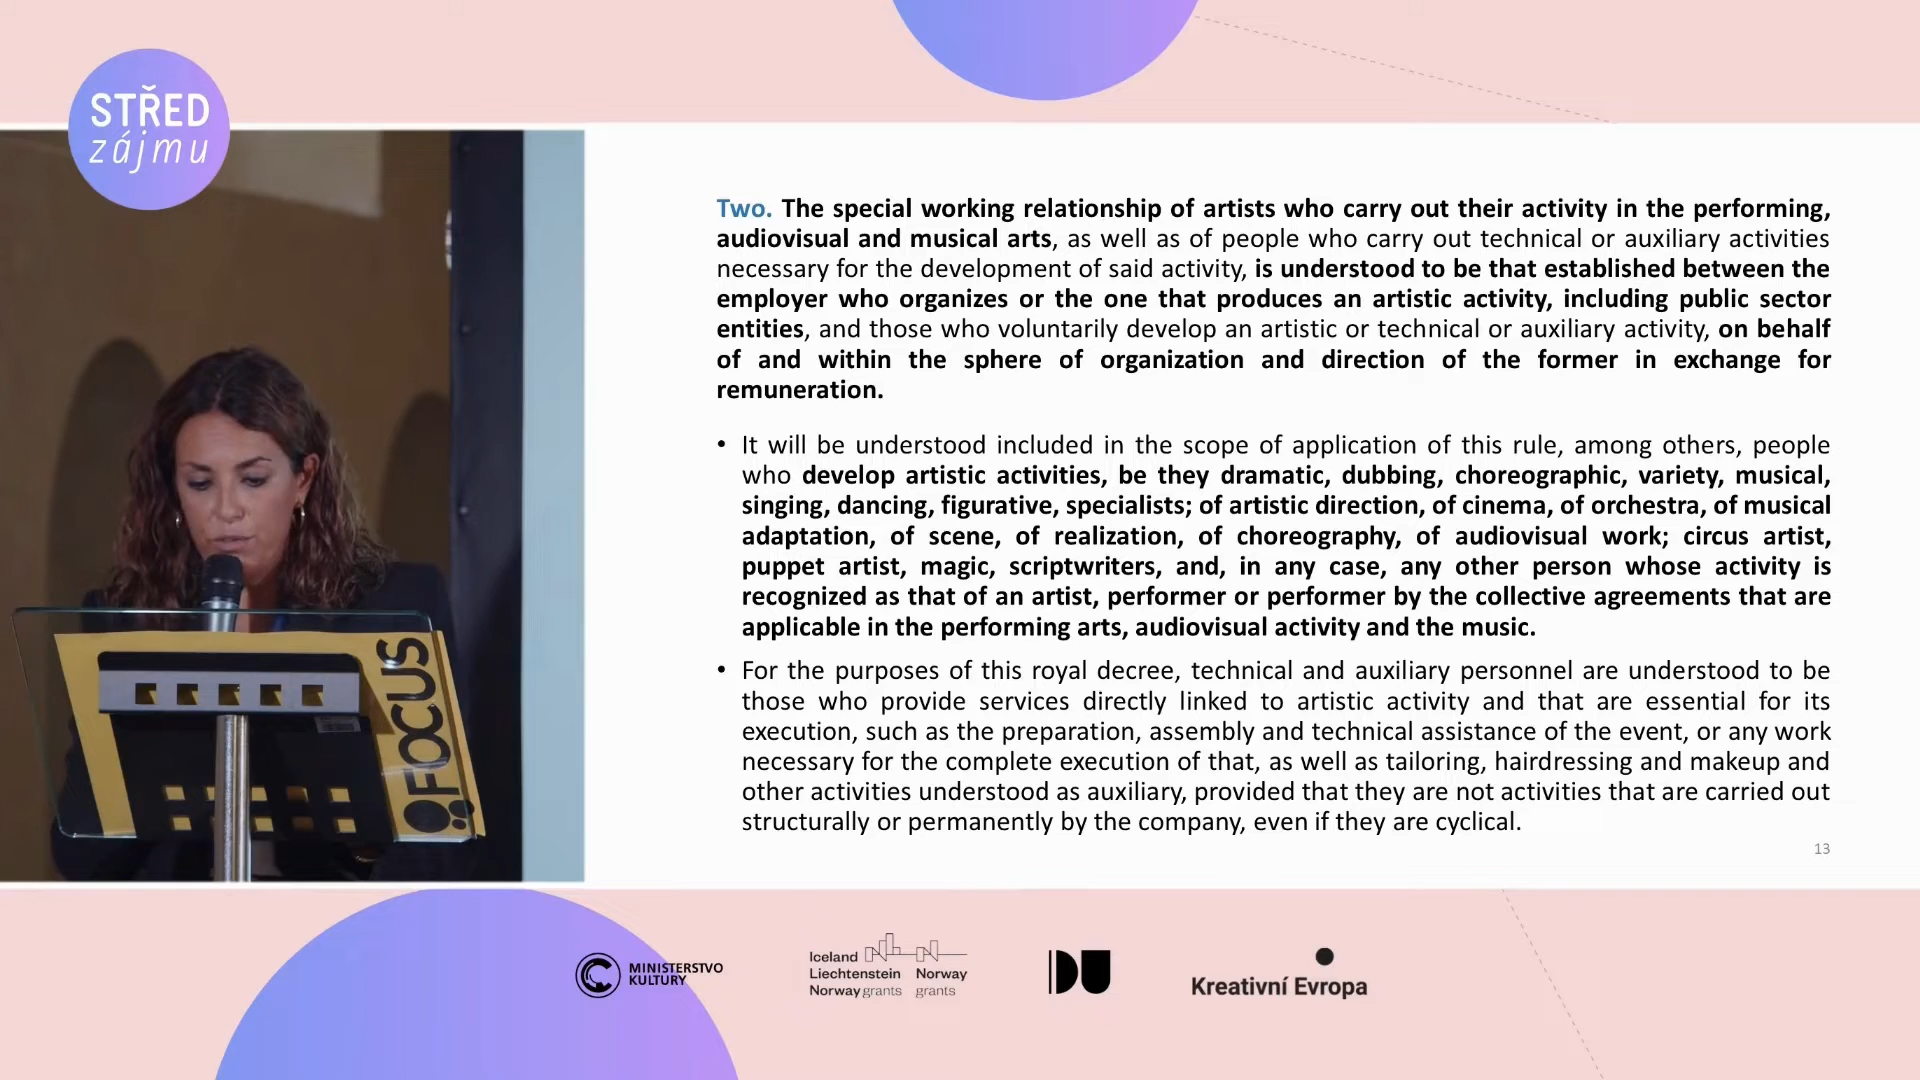 STŘED
zájmu
Two. The special working relationship of artists who carry out their activity in the performing,
audiovisual and musical arts, as well as of people who carry out technical or auxiliary activities
necessary for the development of said activity, is understood to be that established between the
employer who organizes or the one that produces an artistic activity, including public sector
entities, and those who voluntarily develop an artistic or technical or auxiliary activity, on behalf
of and within the sphere of organization and direction of the former in exchange for
remuneration.
• It will be understood included in the scope of application of this rule, among others, people
who develop artistic activities, be they dramatic, dubbing, choreographic, variety, musical,
singing, dancing, figurative, specialists; of artistic direction, of cinema, of orchestra, of musical
adaptation, of scene, of realization, of choreography, of audiovisual work; circus artist,
puppet artist, magic, scriptwriters, and, in any case, any other person whose activity is
recognized as that of an artist, performer or performer by the collective agreements that are
applicable in the performing arts, audiovisual activity and the music.
• For the purposes of this royal decree, technical and auxiliary personnel are understood to be
those who provide services directly linked to artistic activity and that are essential for its
execution, such as the preparation, assembly and technical assistance of the event, or any work
necessary for the complete execution of that, as well as tailoring, hairdressing and makeup and
other activities understood as auxiliary, provided that they are not activities that are carried out
structurally or permanently by the company, even if they are cyclical.
13
FOCUS
MINISTERSTVO
KULTURY
Iceland
Liechtenstein
Norway grants
Norway
grants
DU
Kreativní Evropa